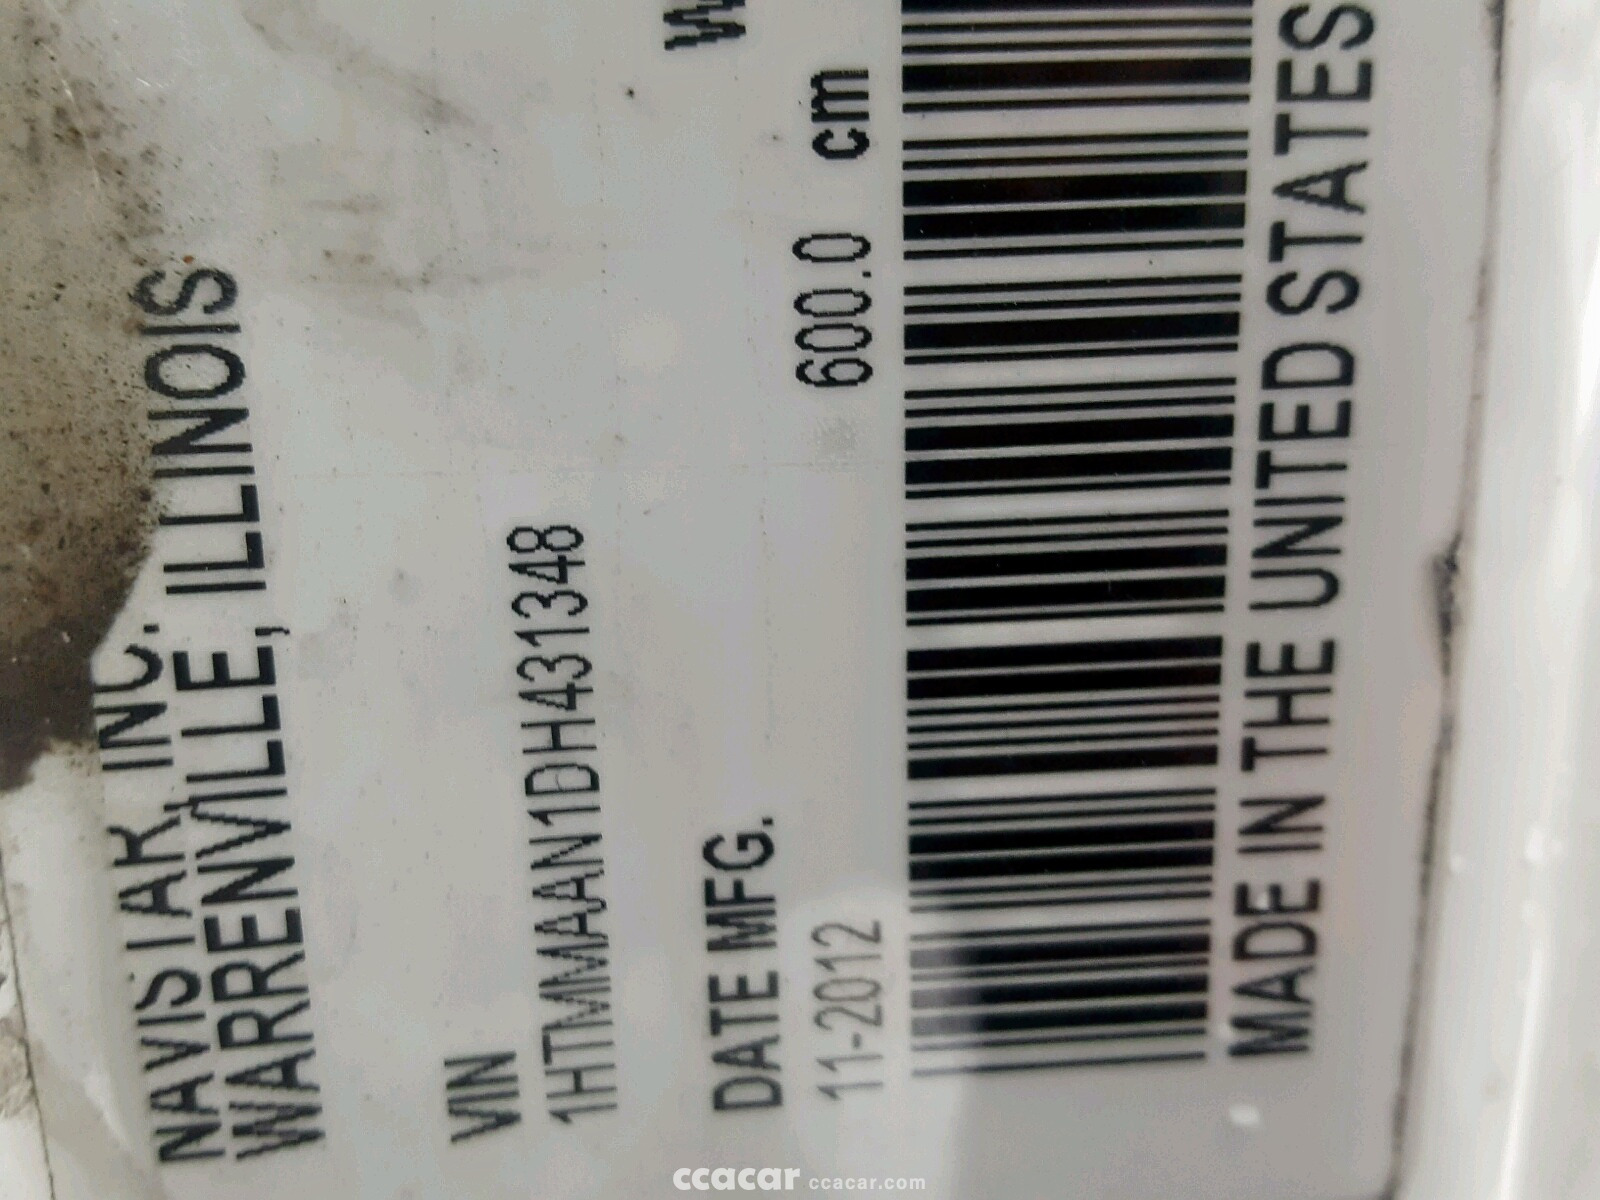 NAVISTAR, INC.
WARRENVILLE, ILLINOIS
VIN
1HTMMAAN1DH431348
DATE MFG.
11-2012
600.0 cm
MADE IN THE UNITED STATES
ccacar ccacar.com